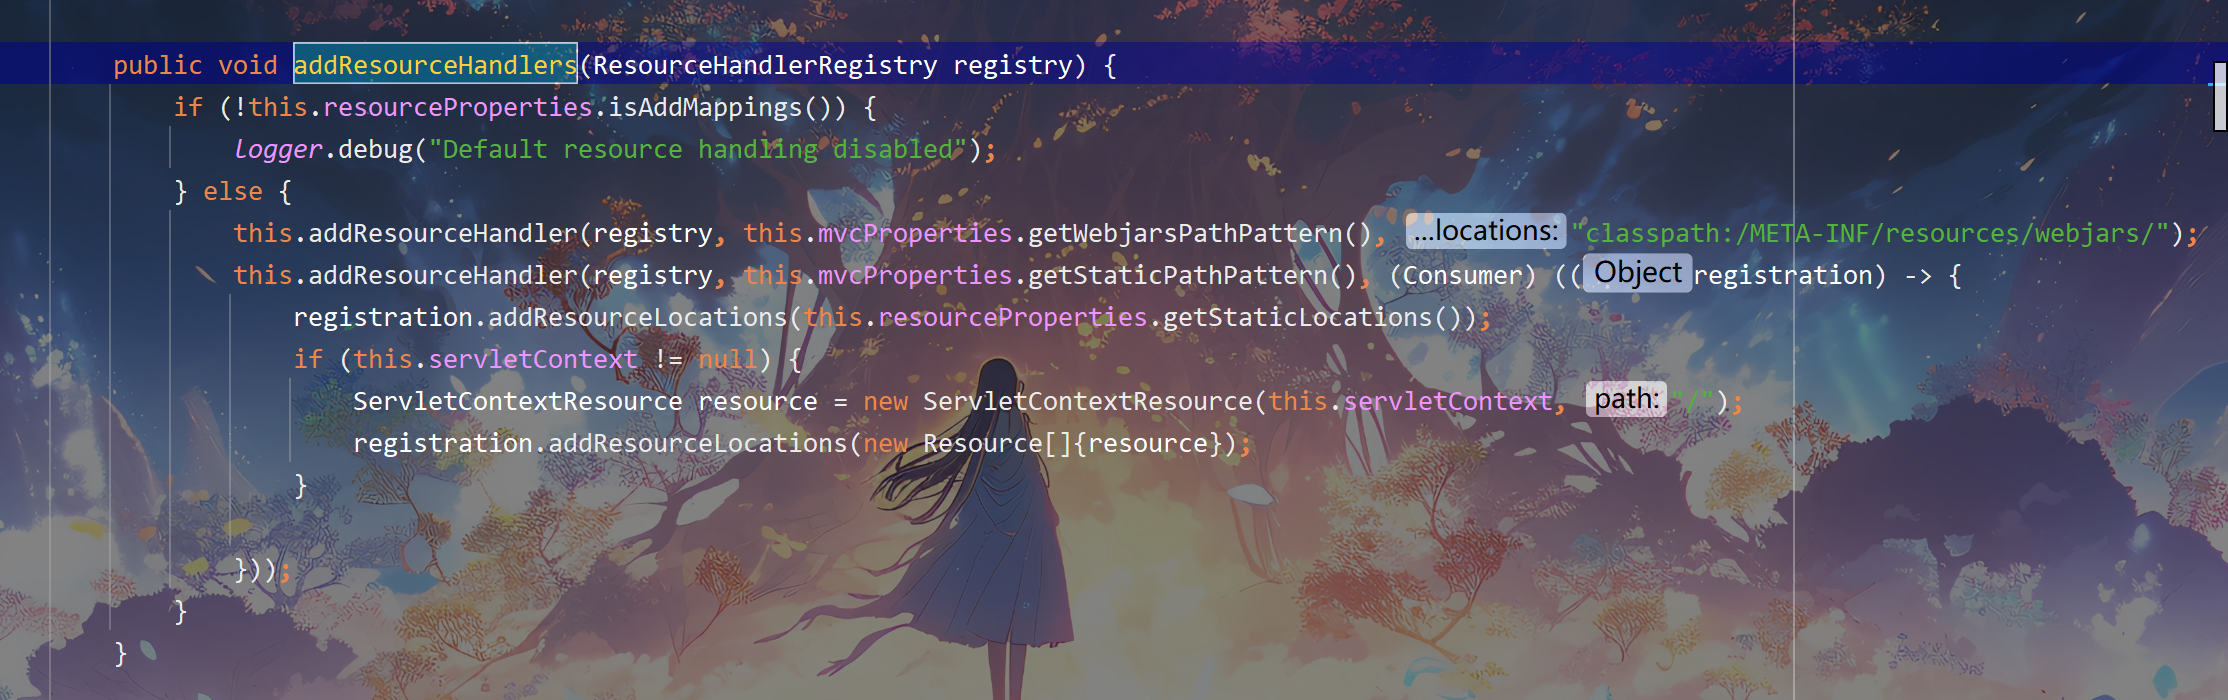 public void addResourceHandlers(ResourceHandlerRegistry registry) {
if (!this.resourceProperties.isAddMappings()) {
logger.debug("Default resource handling disabled");
} else {
this.addResourceHandler(registry, this.mvcProperties.getWebjarsPathPattern(), ...locations: "classpath:/META-INF/resources/webjars/");
this.addResourceHandler(registry, this.mvcProperties.getStaticPathPattern(), (Consumer) (( Object registration) -> {
registration.addResourceLocations(this.resourceProperties.getStaticLocations());
if (this.servletContext != null) {
ServletContextResource resource = new ServletContextResource(this.servletContext, path: "/");
registration.addResourceLocations(new Resource[]{resource});
}
}));
}
}